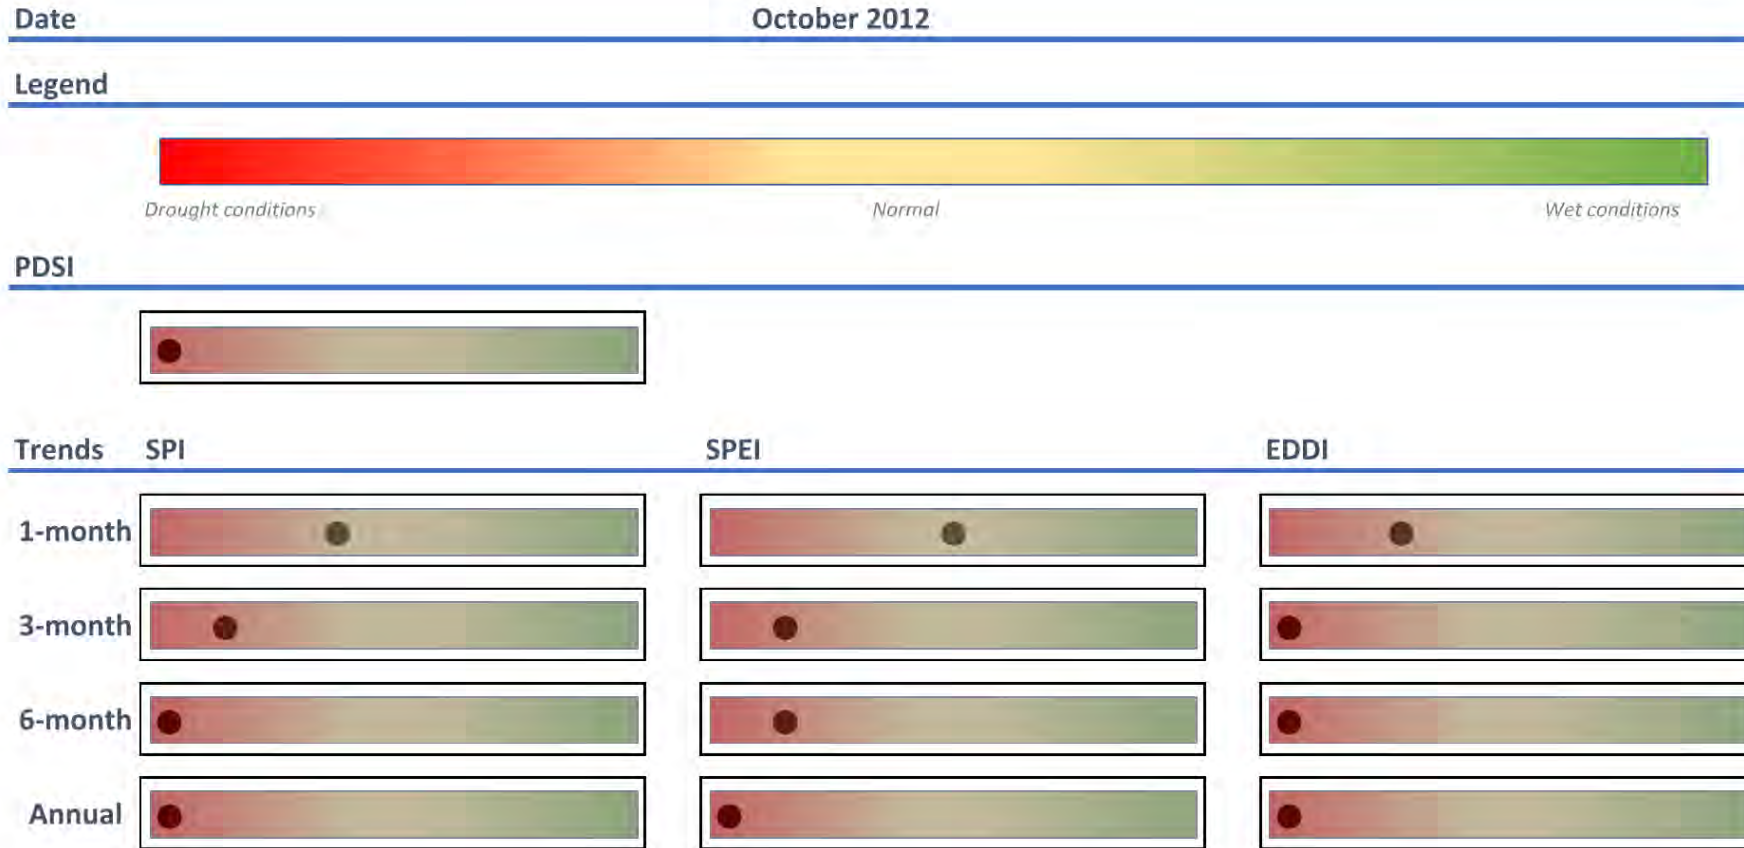 Date October 2012
Legend
Drought conditions Normal Wet conditions
PDSI
Trends SPI SPEI EDDI
1-month
3-month
6-month
Annual